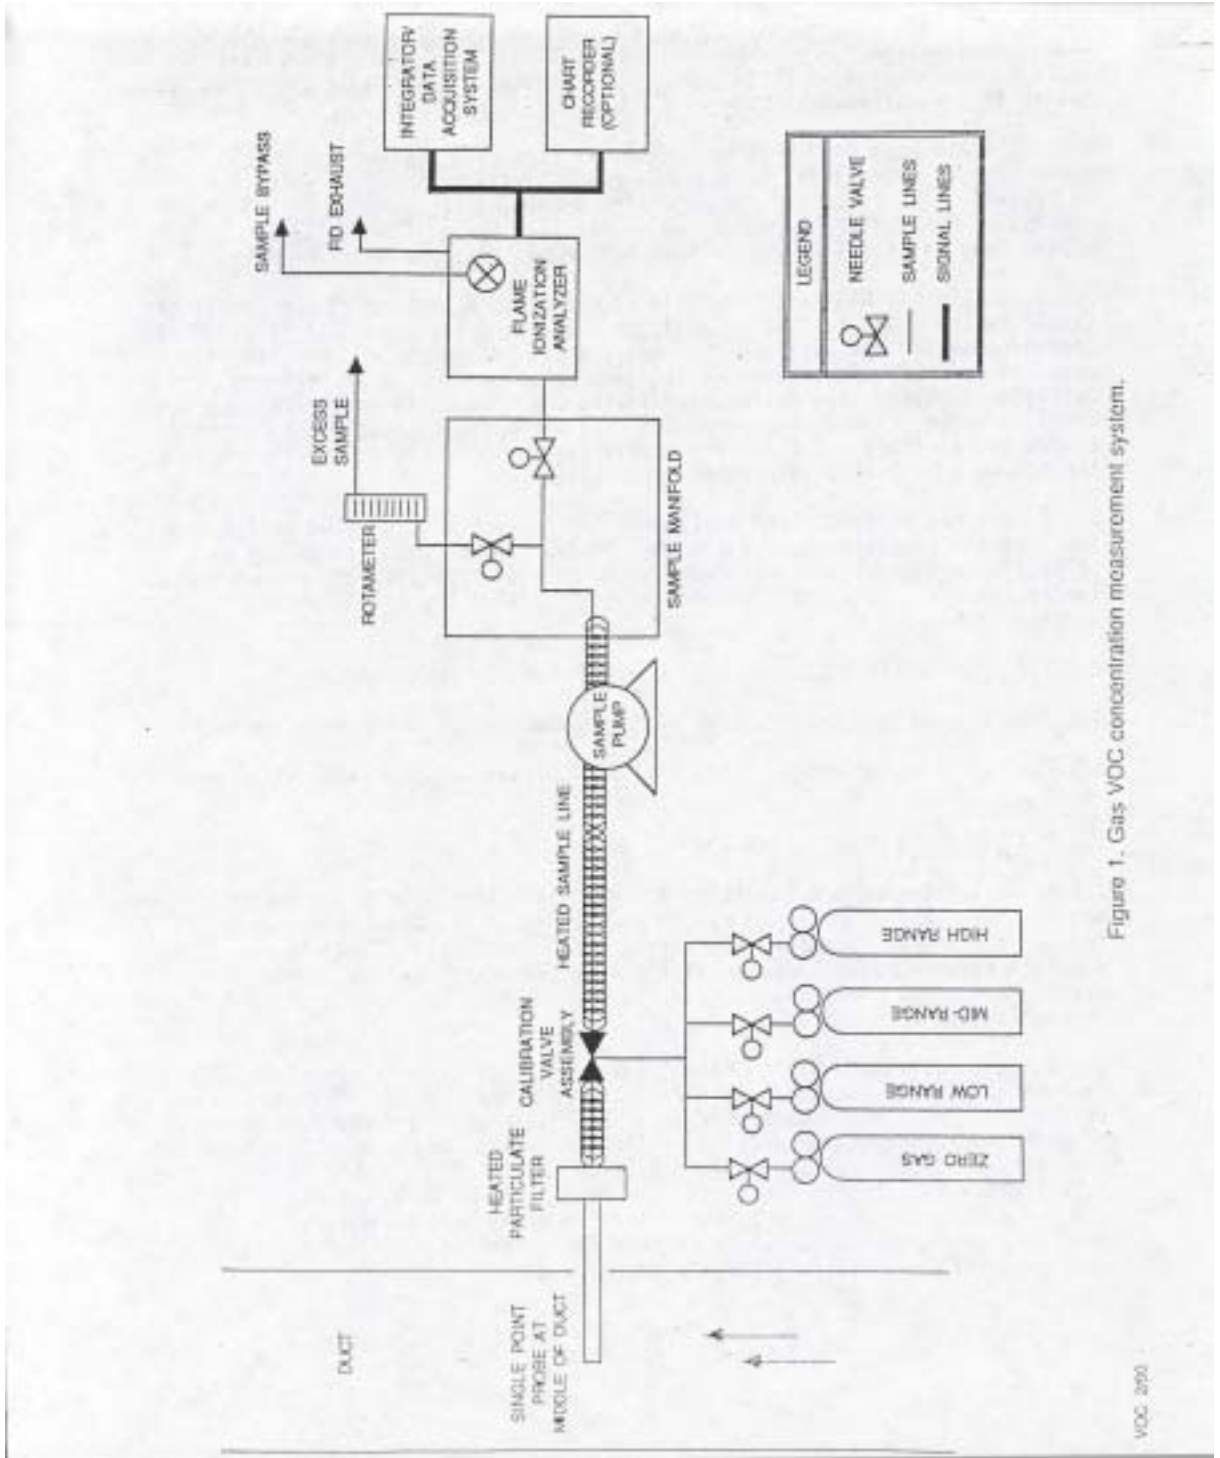 DUCT
SINGLE POINT
PROBE AT
MIDDLE OF DUCT
HEATED
PARTICULATE
FILTER
CALIBRATION
VALVE
ASSEMBLY
HEATED SAMPLE LINE
SAMPLE
PUMP
ZERO GAS
LOW RANGE
MID-RANGE
HIGH RANGE
ROTAMETER
EXCESS
SAMPLE
SAMPLE MANIFOLD
SAMPLE BYPASS
FID EXHAUST
FLAME
IONIZATION
ANALYZER
INTEGRATOR/
DATA
ACQUISITION
SYSTEM
CHART
RECORDER
(OPTIONAL)
LEGEND
NEEDLE VALVE
SAMPLE LINES
SIGNAL LINES
Figure 1. Gas VOC concentration measurement system.
VOC 2/90